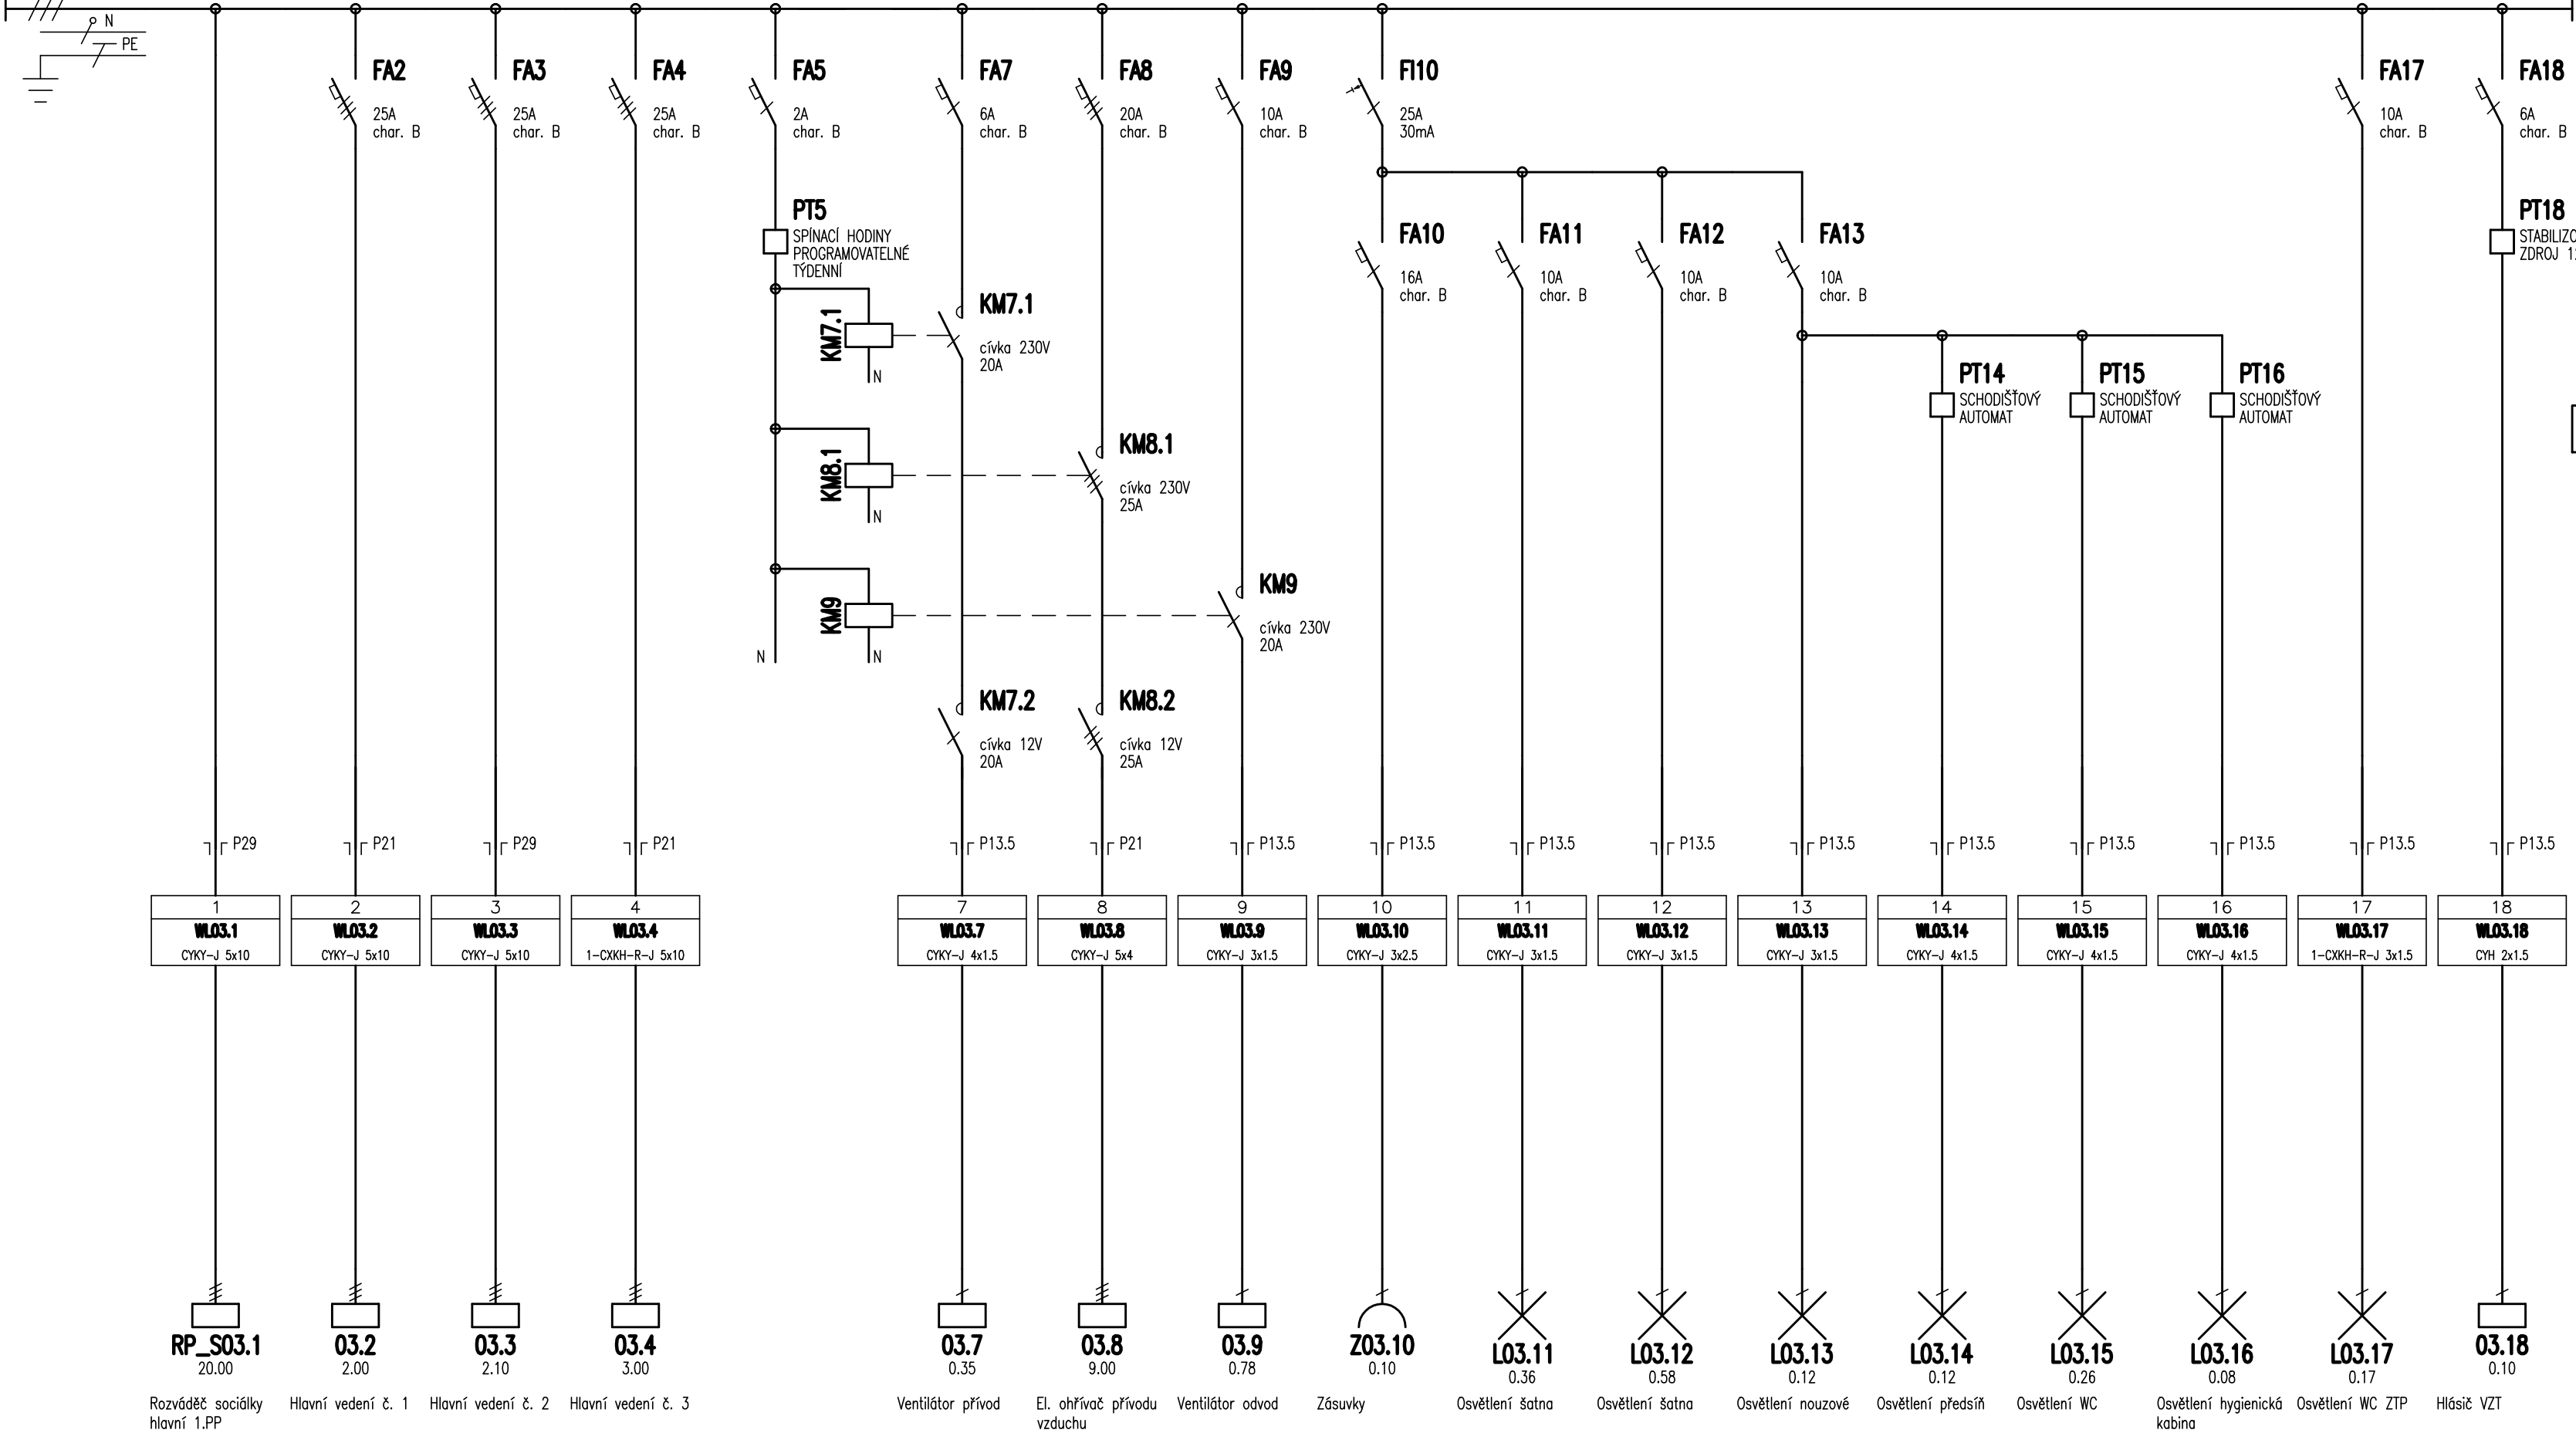 N
PE
FA2
25A
char. B
FA3
25A
char. B
FA4
25A
char. B
FA5
2A
char. B
FA7
6A
char. B
FA8
20A
char. B
FA9
10A
char. B
FI10
25A
30mA
FA17
10A
char. B
FA18
6A
char. B
PT5
SPÍNACÍ HODINY
PROGRAMOVATELNÉ
TÝDENNÍ
FA10
16A
char. B
FA11
10A
char. B
FA12
10A
char. B
FA13
10A
char. B
PT18
ZDROJ
KM7.1
N
KM7.1
cívka 230V
20A
PT14
SCHODIŠŤOVÝ
AUTOMAT
PT15
SCHODIŠŤOVÝ
AUTOMAT
PT16
SCHODIŠŤOVÝ
AUTOMAT
KM8.1
N
KM8.1
cívka 230V
25A
KM9
N
N
KM9
cívka 230V
20A
KM7.2
cívka 12V
20A
KM8.2
cívka 12V
25A
P29
P21
P29
P21
P13.5
P21
P13.5
P13.5
P13.5
P13.5
P13.5
P13.5
P13.5
P13.5
P13.5
P13.5
1
WL03.1
CYKY-J 5x10
2
WL03.2
CYKY-J 5x10
3
WL03.3
CYKY-J 5x10
4
WL03.4
1-CXKH-R-J 5x10
7
WL03.7
CYKY-J 4x1.5
8
WL03.8
CYKY-J 5x4
9
WL03.9
CYKY-J 3x1.5
10
WL03.10
CYKY-J 3x2.5
11
WL03.11
CYKY-J 3x1.5
12
WL03.12
CYKY-J 3x1.5
13
WL03.13
CYKY-J 3x1.5
14
WL03.14
CYKY-J 4x1.5
15
WL03.15
CYKY-J 4x1.5
16
WL03.16
CYKY-J 4x1.5
17
WL03.17
1-CXKH-R-J 3x1.5
18
WL03.18
CYH 2x1.5
RP_S03.1
20.00
Rozváděč sociálky
hlavní 1.PP
03.2
2.00
Hlavní vedení č. 1
03.3
2.10
Hlavní vedení č. 2
03.4
3.00
Hlavní vedení č. 3
03.7
0.35
Ventilátor přívod
03.8
9.00
El. ohřívač přívodu
vzduchu
03.9
0.78
Ventilátor odvod
Z03.10
0.10
Zásuvky
L03.11
0.36
Osvětlení šatna
L03.12
0.58
Osvětlení šatna
L03.13
0.12
Osvětlení nouzové
L03.14
0.12
Osvětlení předsíň
L03.15
0.26
Osvětlení WC
L03.16
0.08
Osvětlení hygienická
kabina
L03.17
0.17
Osvětlení WC ZTP
03.18
0.10
Hlásič VZT